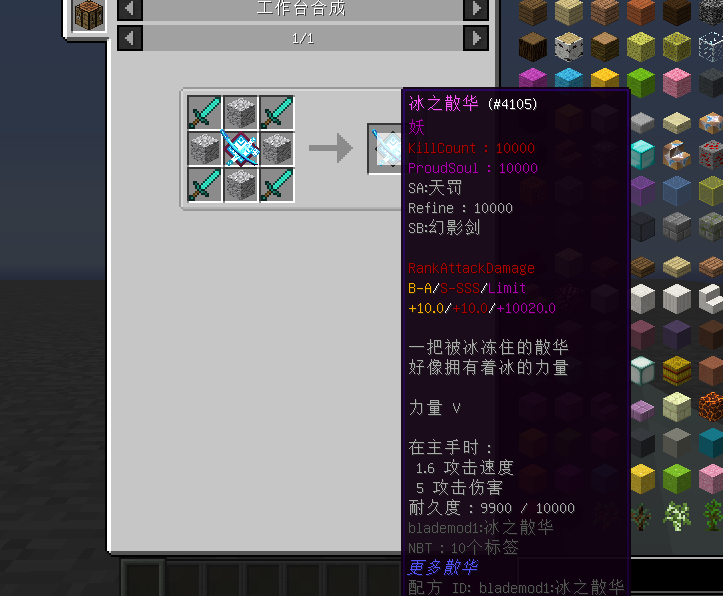 工作台合成
1/1
冰之散华 (#4105)
妖
KillCount : 10000
ProudSoul : 10000
SA:天罚
Refine : 10000
SB:幻影剑
RankAttackDamage
B-A/S-SSS/Limit
+10.0/+10.0/+10020.0
一把被冰冻住的散华
好像拥有着冰的力量
力量 V
在主手时：
1.6 攻击速度
5 攻击伤害
耐久度：9900 / 10000
blademod1:冰之散华
NBT：10个标签
更多散华
配方 ID: blademod1:冰之散华